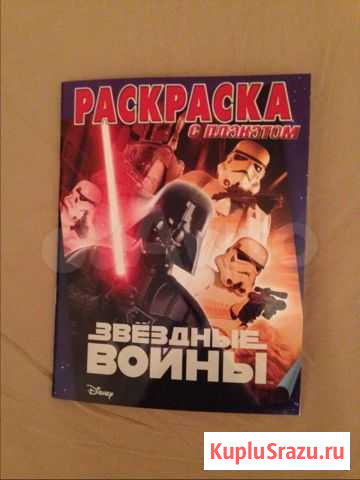 РАСКРАСКА
С ПЛАКАТОМ
ЗВЁЗДНЫЕ
ВОЙНЫ
Disney
KupluSrazu.ru